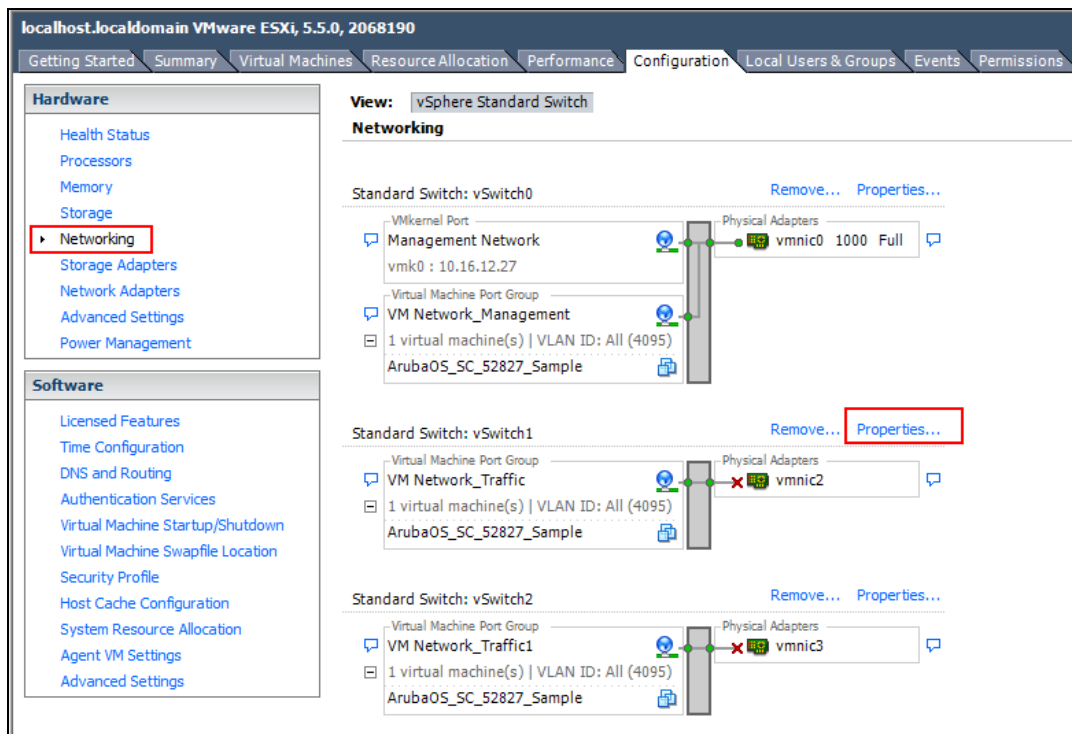 localhost.localdomain VMware ESXi, 5.5.0, 2068190
Getting Started Summary Virtual Machines Resource Allocation Performance Configuration Local Users & Groups Events Permissions
Hardware
Health Status
Processors
Memory
Storage
Networking
Storage Adapters
Network Adapters
Advanced Settings
Power Management
Software
Licensed Features
Time Configuration
DNS and Routing
Authentication Services
Virtual Machine Startup/Shutdown
Virtual Machine Swapfile Location
Security Profile
Host Cache Configuration
System Resource Allocation
Agent VM Settings
Advanced Settings
View: vSphere Standard Switch
Networking
Standard Switch: vSwitch0 Remove... Properties...
VMkernel Port Physical Adapters
Management Network vmnic0 1000 Full
vmk0 : 10.16.12.27
Virtual Machine Port Group
VM Network_Management
1 virtual machine(s) | VLAN ID: All (4095)
ArubaOS_SC_52827_Sample
Standard Switch: vSwitch1 Remove... Properties...
Virtual Machine Port Group Physical Adapters
VM Network_Traffic vmnic2
1 virtual machine(s) | VLAN ID: All (4095)
ArubaOS_SC_52827_Sample
Standard Switch: vSwitch2 Remove... Properties...
Virtual Machine Port Group Physical Adapters
VM Network_Traffic1 vmnic3
1 virtual machine(s) | VLAN ID: All (4095)
ArubaOS_SC_52827_Sample